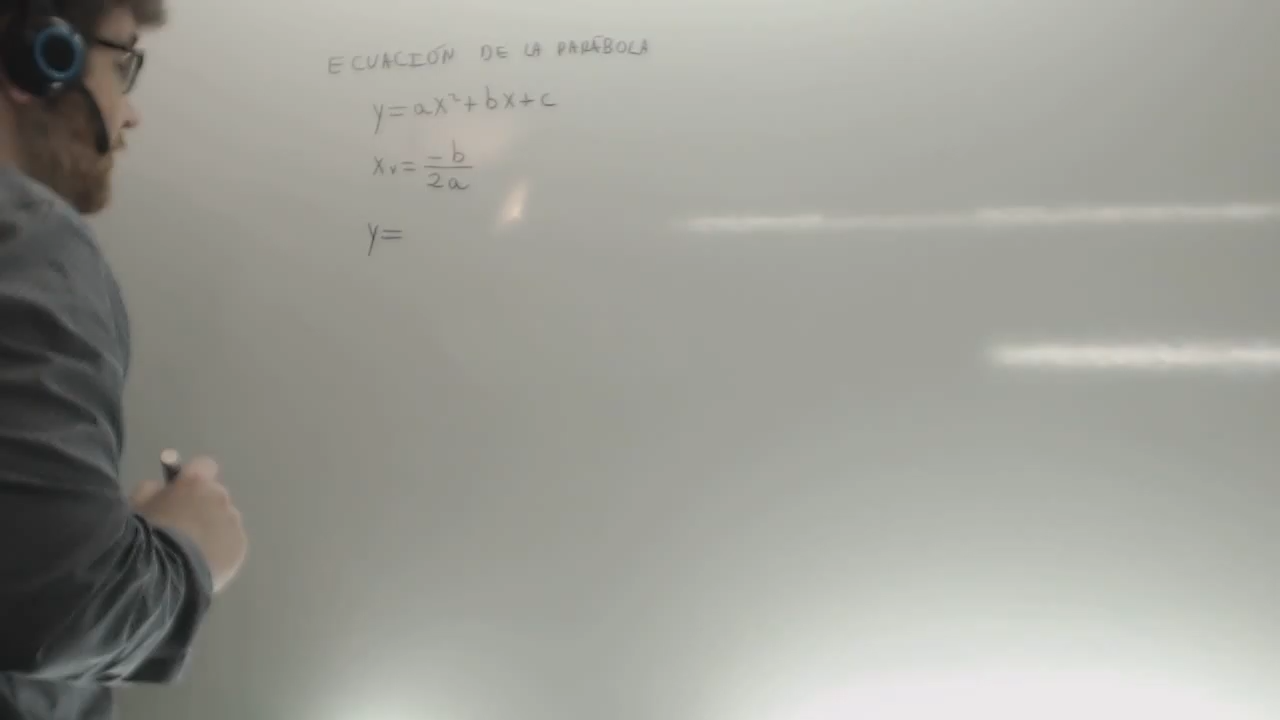 ECUACIÓN DE LA PARÁBOLA
y=ax²+bx+c
xᵥ=-b/2a
y=